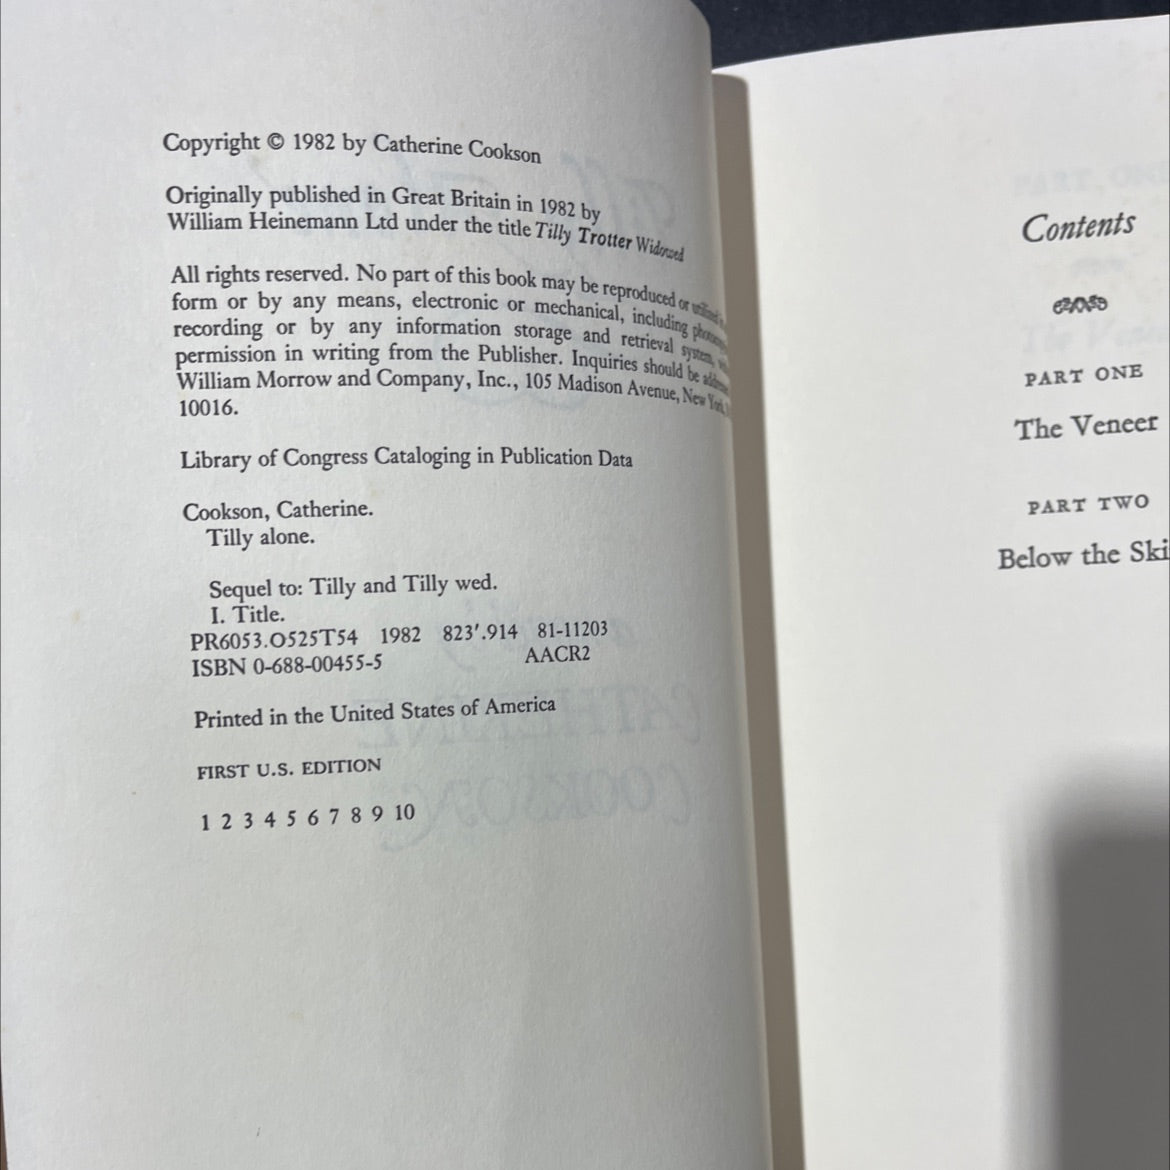 Copyright © 1982 by Catherine Cookson
Originally published in Great Britain in 1982 by
William Heinemann Ltd under the title Tilly Trotter Widowed
All rights reserved. No part of this book may be reproduced or utilized
form or by any means, electronic or mechanical, including
recording or by any information storage and retrieval system,
permission in writing from the Publisher. Inquiries should be
William Morrow and Company, Inc., 105 Madison Avenue, New York,
10016.
Library of Congress Cataloging in Publication Data
Cookson, Catherine.
Tilly alone.
Sequel to: Tilly and Tilly wed.
I. Title.
PR6053.O525T54 1982 823'.914 81-11203
ISBN 0-688-00455-5 AACR2
Printed in the United States of America
FIRST U.S. EDITION
1 2 3 4 5 6 7 8 9 10
Contents
PART ONE
The Veneer
PART TWO
Below the Ski